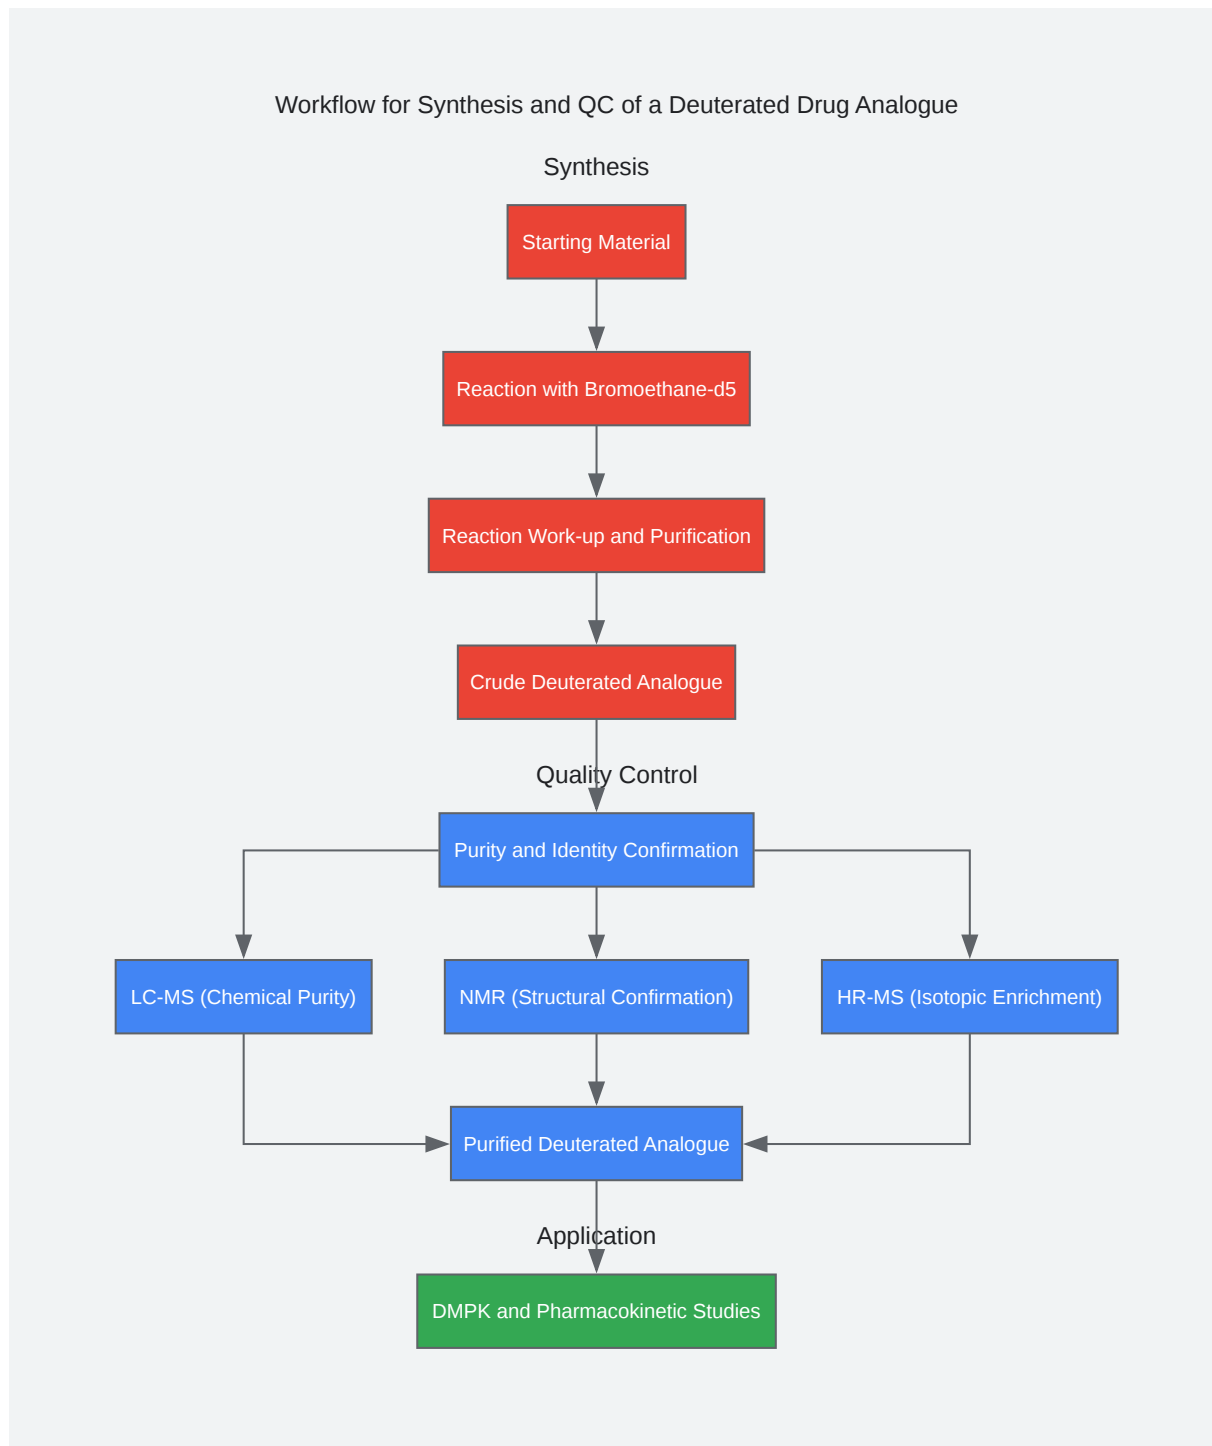 Workflow for Synthesis and QC of a Deuterated Drug Analogue
Synthesis
Starting Material
Reaction with Bromoethane-d5
Reaction Work-up and Purification
Crude Deuterated Analogue
Quality Control
Purity and Identity Confirmation
LC-MS (Chemical Purity)
NMR (Structural Confirmation)
HR-MS (Isotopic Enrichment)
Purified Deuterated Analogue
Application
DMPK and Pharmacokinetic Studies